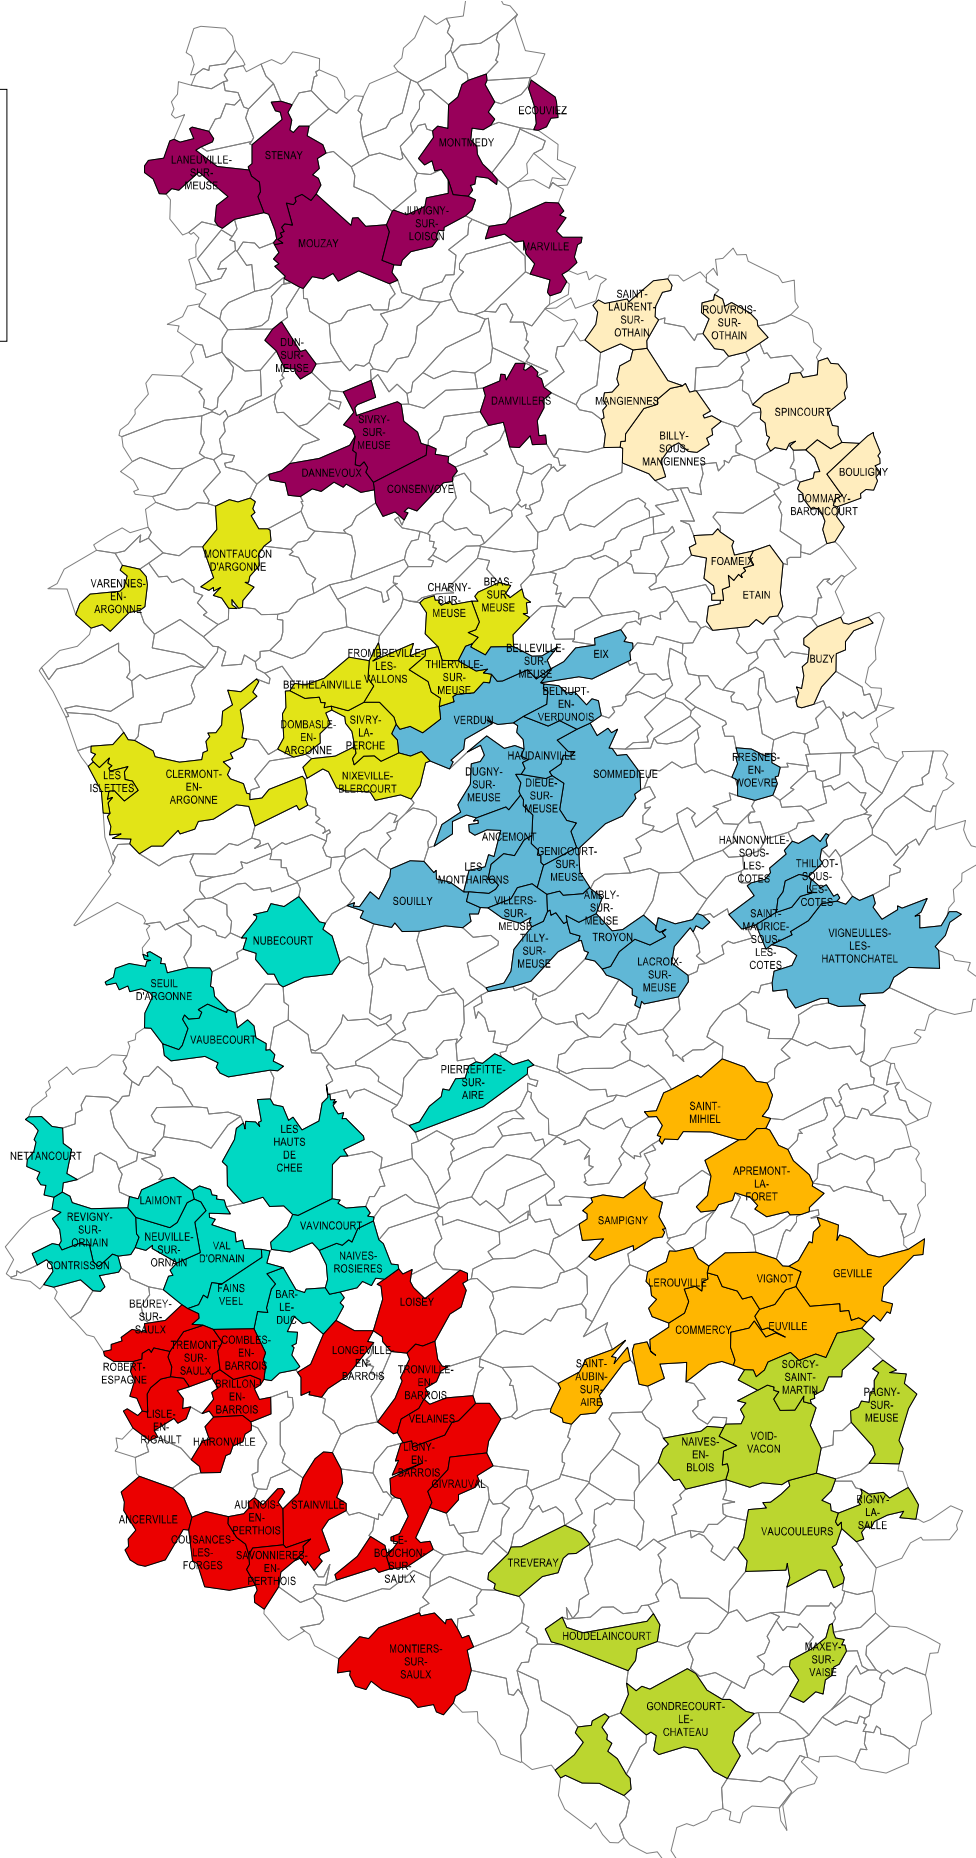 ECOUVIEZ
MONTMEDY
STENAY
LANEUVILLE-
SUR-
MEUSE
JUVIGNY-
SUR-
LOISON
MOUZAY
MARVILLE
SAINT-
LAURENT-
SUR-
OTHAIN
ROUVROIS-
SUR-
OTHAIN
DUN-
SUR-
MEUSE
DAMVILLERS
MANGIENNES
SPINCOURT
SIVRY-
SUR-
MEUSE
BILLY-
SOUS-
MANGIENNES
DANNEVOUX
CONSENVOYE
BOULIGNY
DOMMARY-
BARONCOURT
MONTFAUCON
D'ARGONNE
FOAMEIX
ETAIN
VARENNES-
EN-
ARGONNE
CHARNY-
SUR-
MEUSE
BRAS-
SUR-
MEUSE
BUZY
FROMEREVILLE-
LES-
VALLONS
THIERVILLE-
SUR-
MEUSE
BELLEVILLE-
SUR-
MEUSE
EIX
BETHELAINVILLE
BELRUPT-
EN-
VERDUNOIS
VERDUN
DOMBASLE-
EN-
ARGONNE
SIVRY-
LA-
PERCHE
HAUDAINVILLE
FRESNES-
EN-
WOEVRE
LES
ISLETTES
CLERMONT-
EN-
ARGONNE
NIXEVILLE-
BLERCOURT
DUGNY-
SUR-
MEUSE
DIEUE-
SUR-
MEUSE
SOMMEDIEUE
ANCEMONT
GENICOURT-
SUR-
MEUSE
HANNONVILLE-
SOUS-
LES-
COTES
THILLOT-
SOUS-
LES-
COTES
LES
MONTHAIRONS
SOUILLY
VILLERS-
SUR-
MEUSE
AMBLY-
SUR-
MEUSE
SAINT-
MAURICE-
SOUS-
LES-
COTES
VIGNEULLES-
LES-
HATTONCHATEL
TROYON
TILLY-
SUR-
MEUSE
LACROIX-
SUR-
MEUSE
NUBECOURT
SEUIL
D'ARGONNE
VAUBECOURT
PIERREFITTE-
SUR-
AIRE
SAINT-
MIHIEL
LES
HAUTS
DE
CHEE
NETTANCOURT
APREMONT-
LA-
FORET
LAIMONT
REVIGNY-
SUR-
ORNAIN
VAVINCOURT
SAMPIGNY
NEUVILLE-
SUR-
ORNAIN
VAL
D'ORNAIN
NAIVES-
ROSIERES
CONTRISSON
FAINS
VEEL
BAR-
LE-
DUC
LEROUVILLE
VIGNOT
GEVILLE
BEUREY-
SUR-
SAULX
LOISEY
COMMERCY
EUVILLE
TREMONT
SUR-
SAULX
COMBLES-
EN-
BARROIS
LONGEVILLE
EN-
BARROIS
ROBERT-
ESPAGNE
TRONVILLE-
EN-
BARROIS
SAINT-
AUBIN-
SUR-
AIRE
SORCY-
SAINT-
MARTIN
BRILLON
EN-
BARROIS
PAGNY-
SUR-
MEUSE
LISLE-
EN-
RIGAULT
HAIRONVILLE
VELAINES
NAIVES-
EN-
BLOIS
VOID-
VACON
LIGNY-
EN-
BARROIS
GIVRAUVAL
ANCERVILLE
AULNOIS-
EN-
PERTHOIS
STAINVILLE
RIGNY-
LA-
SALLE
VAUCOULEURS
COUSANCES-
LES
FORGES
SAVONNIERES-
EN-
PERTHOIS
LE-
BOUCHON-
SUR-
SAULX
TREVERAY
HOUDELAINCOURT
MAXEY-
SUR-
VAISE
MONTIERS-
SUR-
SAULX
GONDRECOURT-
LE-
CHATEAU